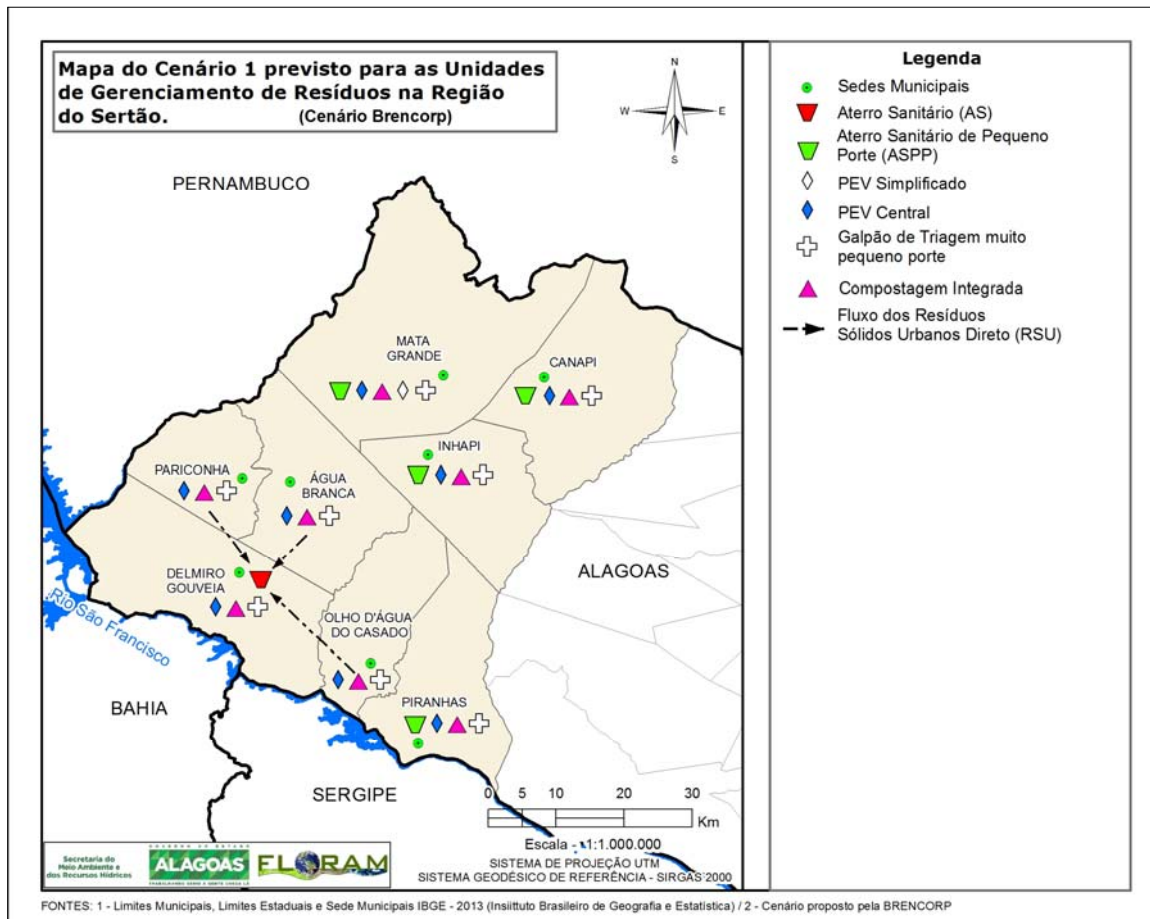 Mapa do Cenário 1 previsto para as Unidades
de Gerenciamento de Resíduos na Região
do Sertão. (Cenário Brencorp)
N
W
E
S
PERNAMBUCO
MATA
GRANDE
CANAPI
INHAPI
PARICONHA
ÁGUA
BRANCA
DELMIRO
GOUVEIA
ALAGOAS
OLHO D'ÁGUA
DO CASADO
Rio São Francisco
PIRANHAS
BAHIA
SERGIPE
0 5 10 20 30
Km
Escala - 1:1.000.000
SISTEMA DE PROJEÇÃO UTM
SISTEMA GEODÉSICO DE REFERÊNCIA - SIRGAS 2000
Secretaria do
Meio Ambiente e
dos Recursos Hídricos
GOVERNO DO ESTADO
ALAGOAS
FLORAM
Legenda
Sedes Municipais
Aterro Sanitário (AS)
Aterro Sanitário de Pequeno
Porte (ASPP)
PEV Simplificado
PEV Central
Galpão de Triagem muito
pequeno porte
Compostagem Integrada
Fluxo dos Resíduos
Sólidos Urbanos Direto (RSU)
FONTES: 1 - Limites Municipais, Limites Estaduais e Sede Municipais IBGE - 2013 (Insiituto Brasileiro de Geografia e Estatistica) / 2 - Cenário proposto pela BRENCORP